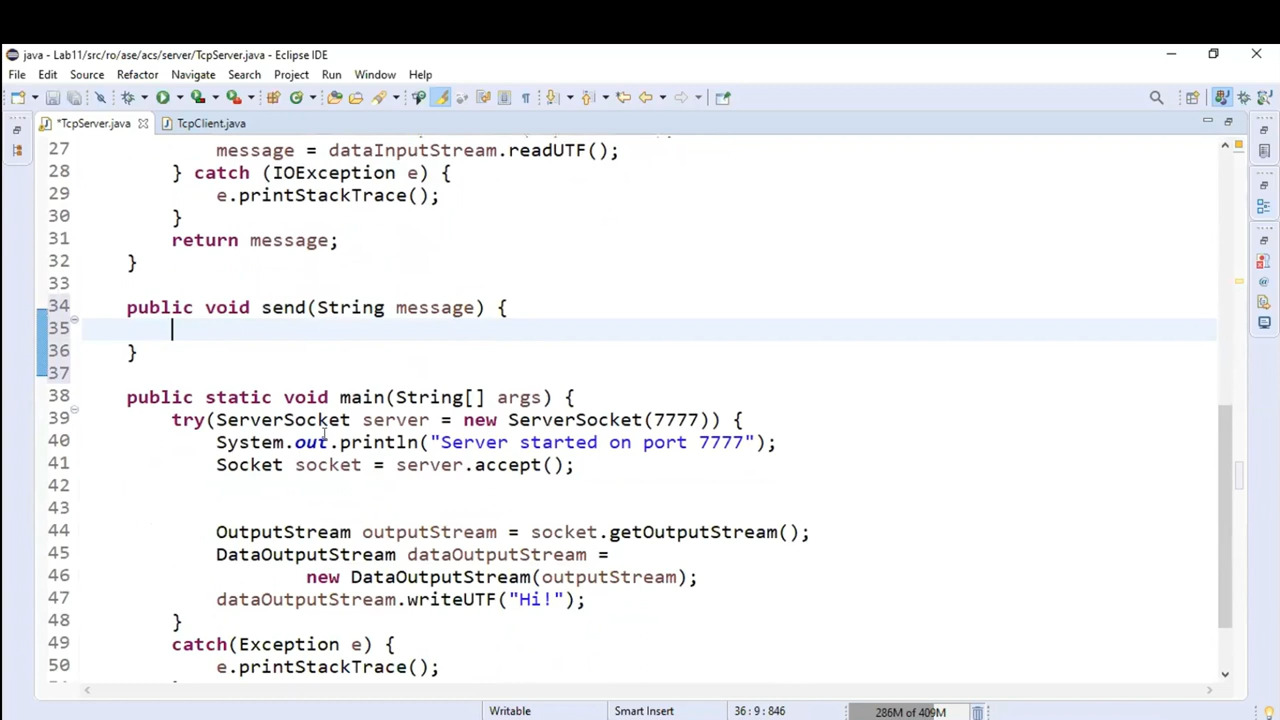 java - Lab11/src/ro/ase/acs/server/TcpServer.java - Eclipse IDE
File Edit Source Refactor Navigate Search Project Run Window Help
*TcpServer.java TcpClient.java
27 message = dataInputStream.readUTF();
28 } catch (IOException e) {
29 e.printStackTrace();
30 }
31 return message;
32 }
33
34 public void send(String message) {
35
36 }
37
38 public static void main(String[] args) {
39 try(ServerSocket server = new ServerSocket(7777)) {
40 System.out.println("Server started on port 7777");
41 Socket socket = server.accept();
42
43
44 OutputStream outputStream = socket.getOutputStream();
45 DataOutputStream dataOutputStream =
46 new DataOutputStream(outputStream);
47 dataOutputStream.writeUTF("Hi!");
48 }
49 catch(Exception e) {
50 e.printStackTrace();
Writable Smart Insert 36 : 9 : 846 286M of 409M